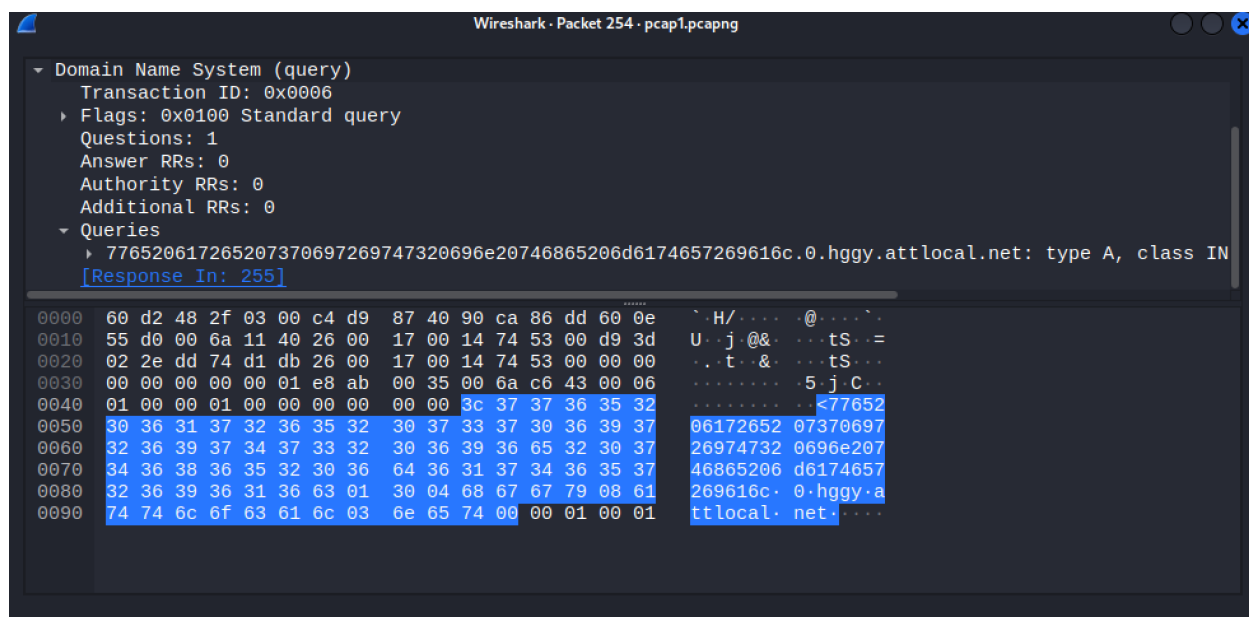 Wireshark · Packet 254 · pcap1.pcapng
Domain Name System (query)
Transaction ID: 0x0006
Flags: 0x0100 Standard query
Questions: 1
Answer RRs: 0
Authority RRs: 0
Additional RRs: 0
Queries
77652061726520737069726974732 0696e20746865206d6174657269616c.0.hggy.attlocal.net: type A, class IN
[Response In: 255]
0000 60 d2 48 2f 03 00 c4 d9 87 40 90 ca 86 dd 60 0e `·H/···· ·@····`·
0010 55 d0 00 6a 11 40 26 00 17 00 14 74 53 00 d9 3d U··j·@&· ···tS··=
0020 02 2e dd 74 d1 db 26 00 17 00 14 74 53 00 00 00 ·.·t··&· ···tS···
0030 00 00 00 00 00 01 e8 ab 00 35 00 6a c6 43 00 06 ········ ·5·j·C··
0040 01 00 00 01 00 00 00 00 00 00 3c 37 37 36 35 32 ········ ··<77652
0050 30 36 31 37 32 36 35 32 30 37 33 37 30 36 39 37 06172652 07370697
0060 32 36 39 37 34 37 33 32 30 36 39 36 65 32 30 37 26974732 0696e207
0070 34 36 38 36 35 32 30 36 64 36 31 37 34 36 35 37 46865206 d6174657
0080 32 36 39 36 31 36 63 01 30 04 68 67 67 79 08 61 269616c· 0·hggy·a
0090 74 74 6c 6f 63 61 6c 03 6e 65 74 00 00 01 00 01 ttlocal· net·····